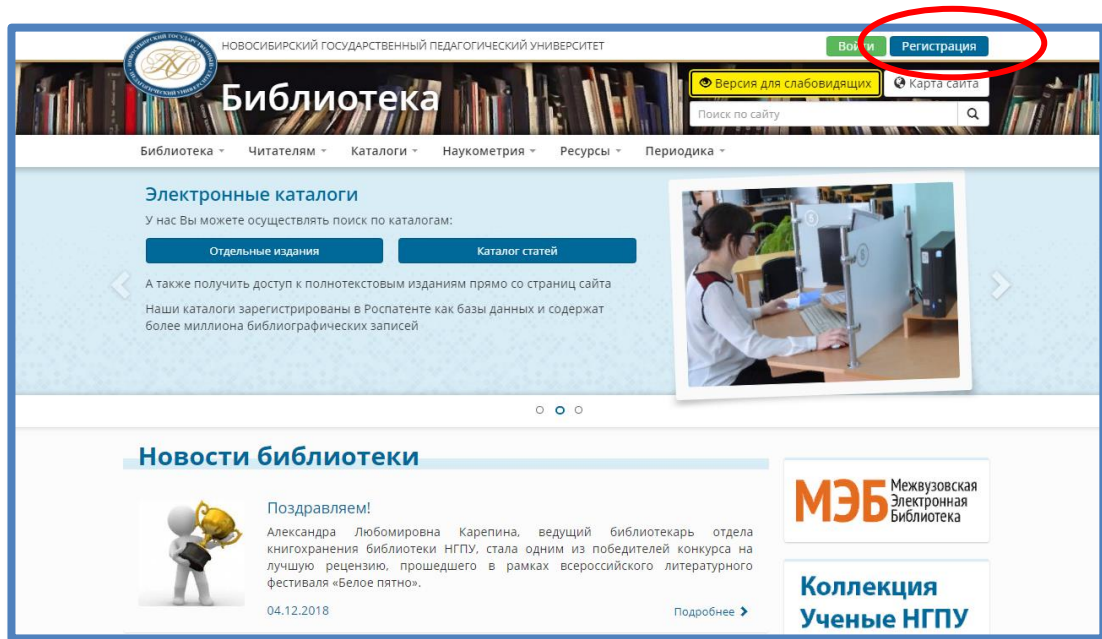 НОВОСИБИРСКИЙ ГОСУДАРСТВЕННЫЙ ПЕДАГОГИЧЕСКИЙ УНИВЕРСИТЕТ
Войти
Регистрация
Библиотека
Версия для слабовидящих
Карта сайта
Поиск по сайту
Библиотека
Читателям
Каталоги
Наукометрия
Ресурсы
Периодика
Электронные каталоги
У нас Вы можете осуществлять поиск по каталогам:
Отдельные издания
Каталог статей
А также получить доступ к полнотекстовым изданиям прямо со страниц сайта
Наши каталоги зарегистрированы в Роспатенте как базы данных и содержат
более миллиона библиографических записей
Новости библиотеки
Поздравляем!
Александра Любомировна Карепина, ведущий библиотекарь отдела
книгохранения библиотеки НГПУ, стала одним из победителей конкурса на
лучшую рецензию, прошедшего в рамках всероссийского литературного
фестиваля «Белое пятно».
04.12.2018
Подробнее
МЭБ
Межвузовская
Электронная
Библиотека
Коллекция
Ученые НГПУ